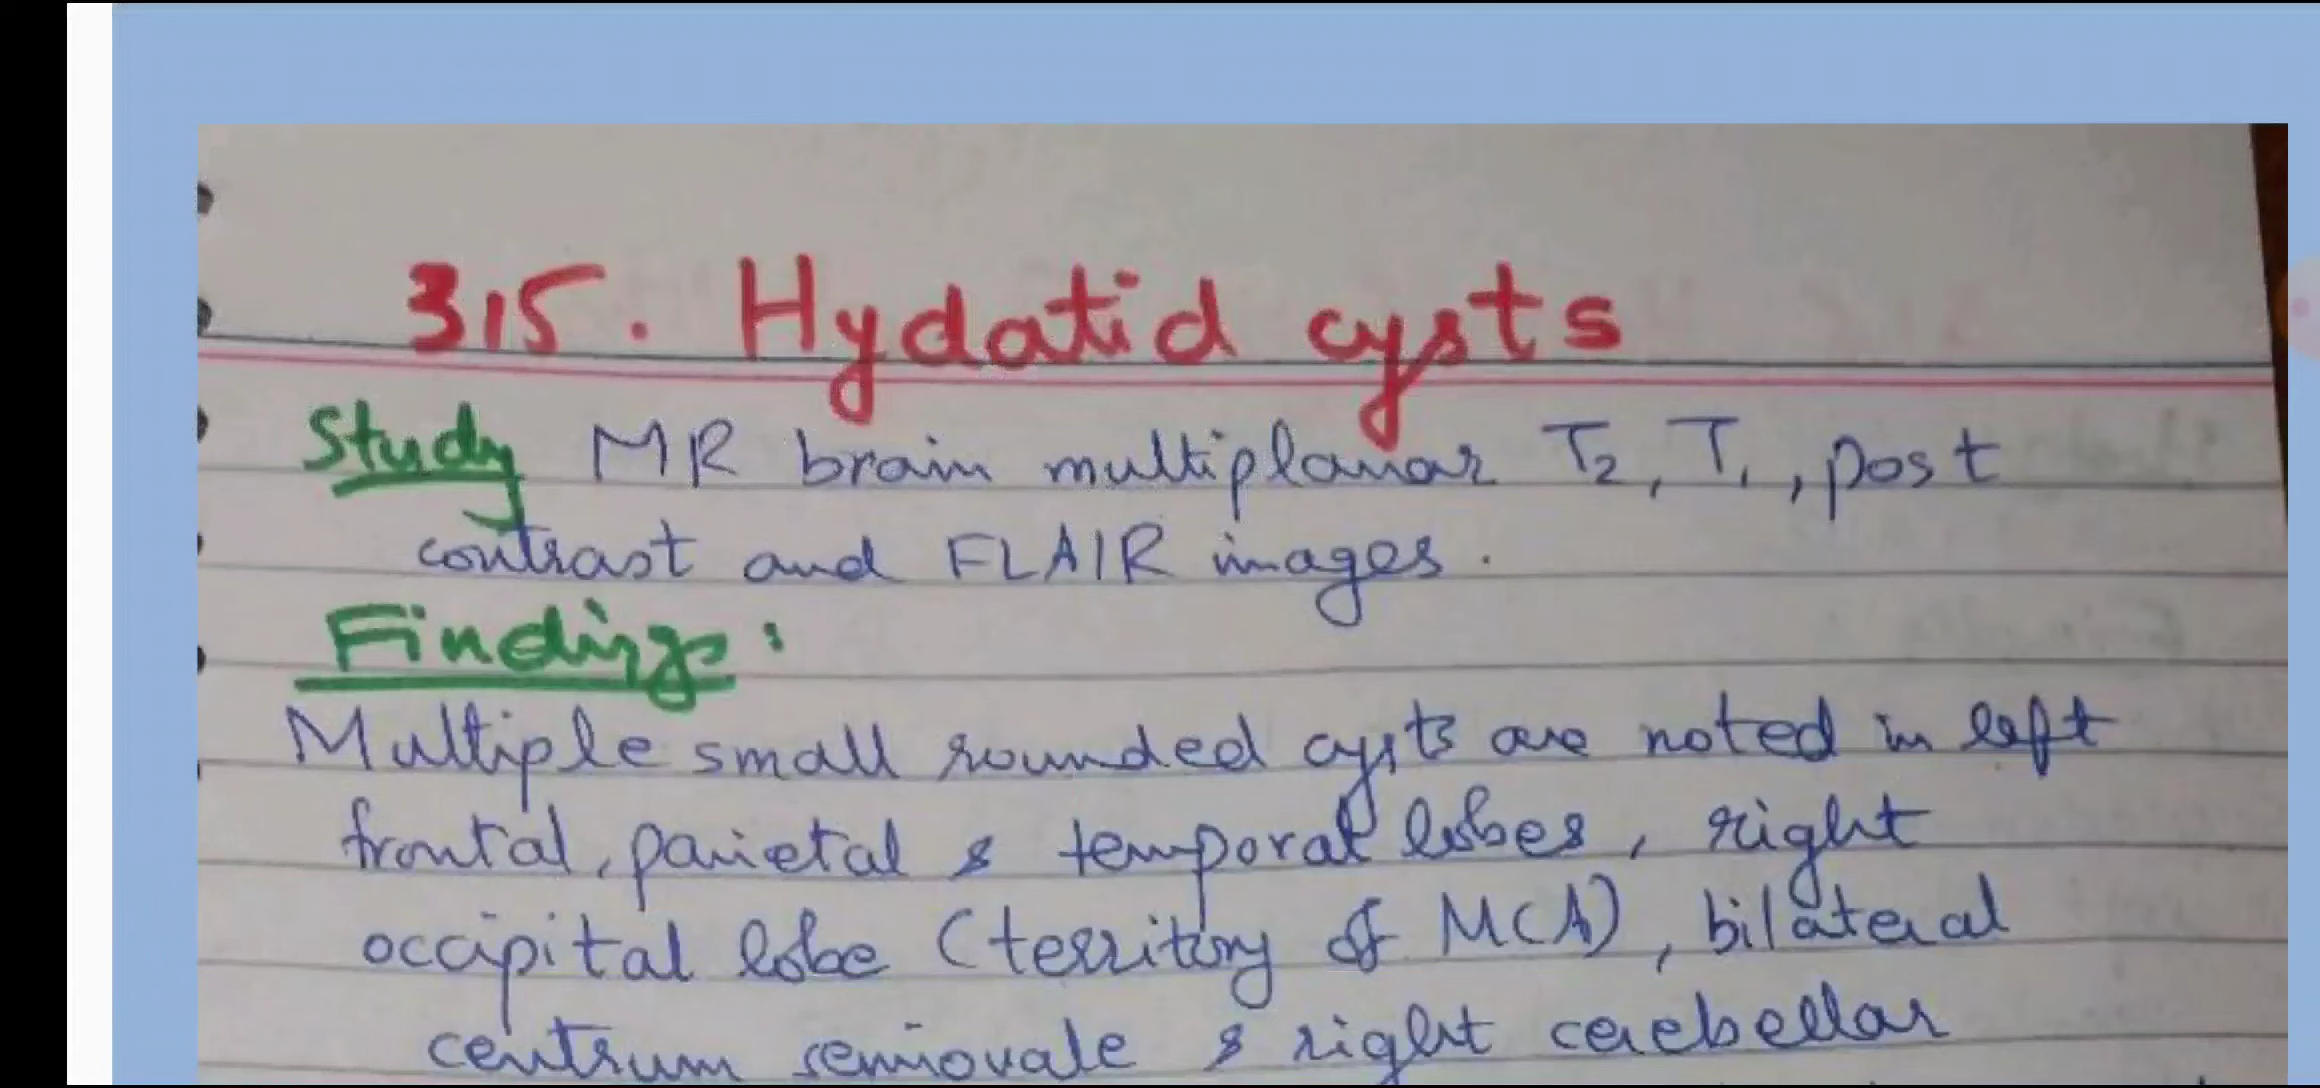 315. Hydatid cysts
Study MR brain multiplanar T2, T1, post
contrast and FLAIR images.
Findings:
Multiple small rounded cysts are noted in left
frontal, parietal & temporal lobes, right
occipital lobe (territory of MCA), bilateral
centrum semiovale & right cerebellar